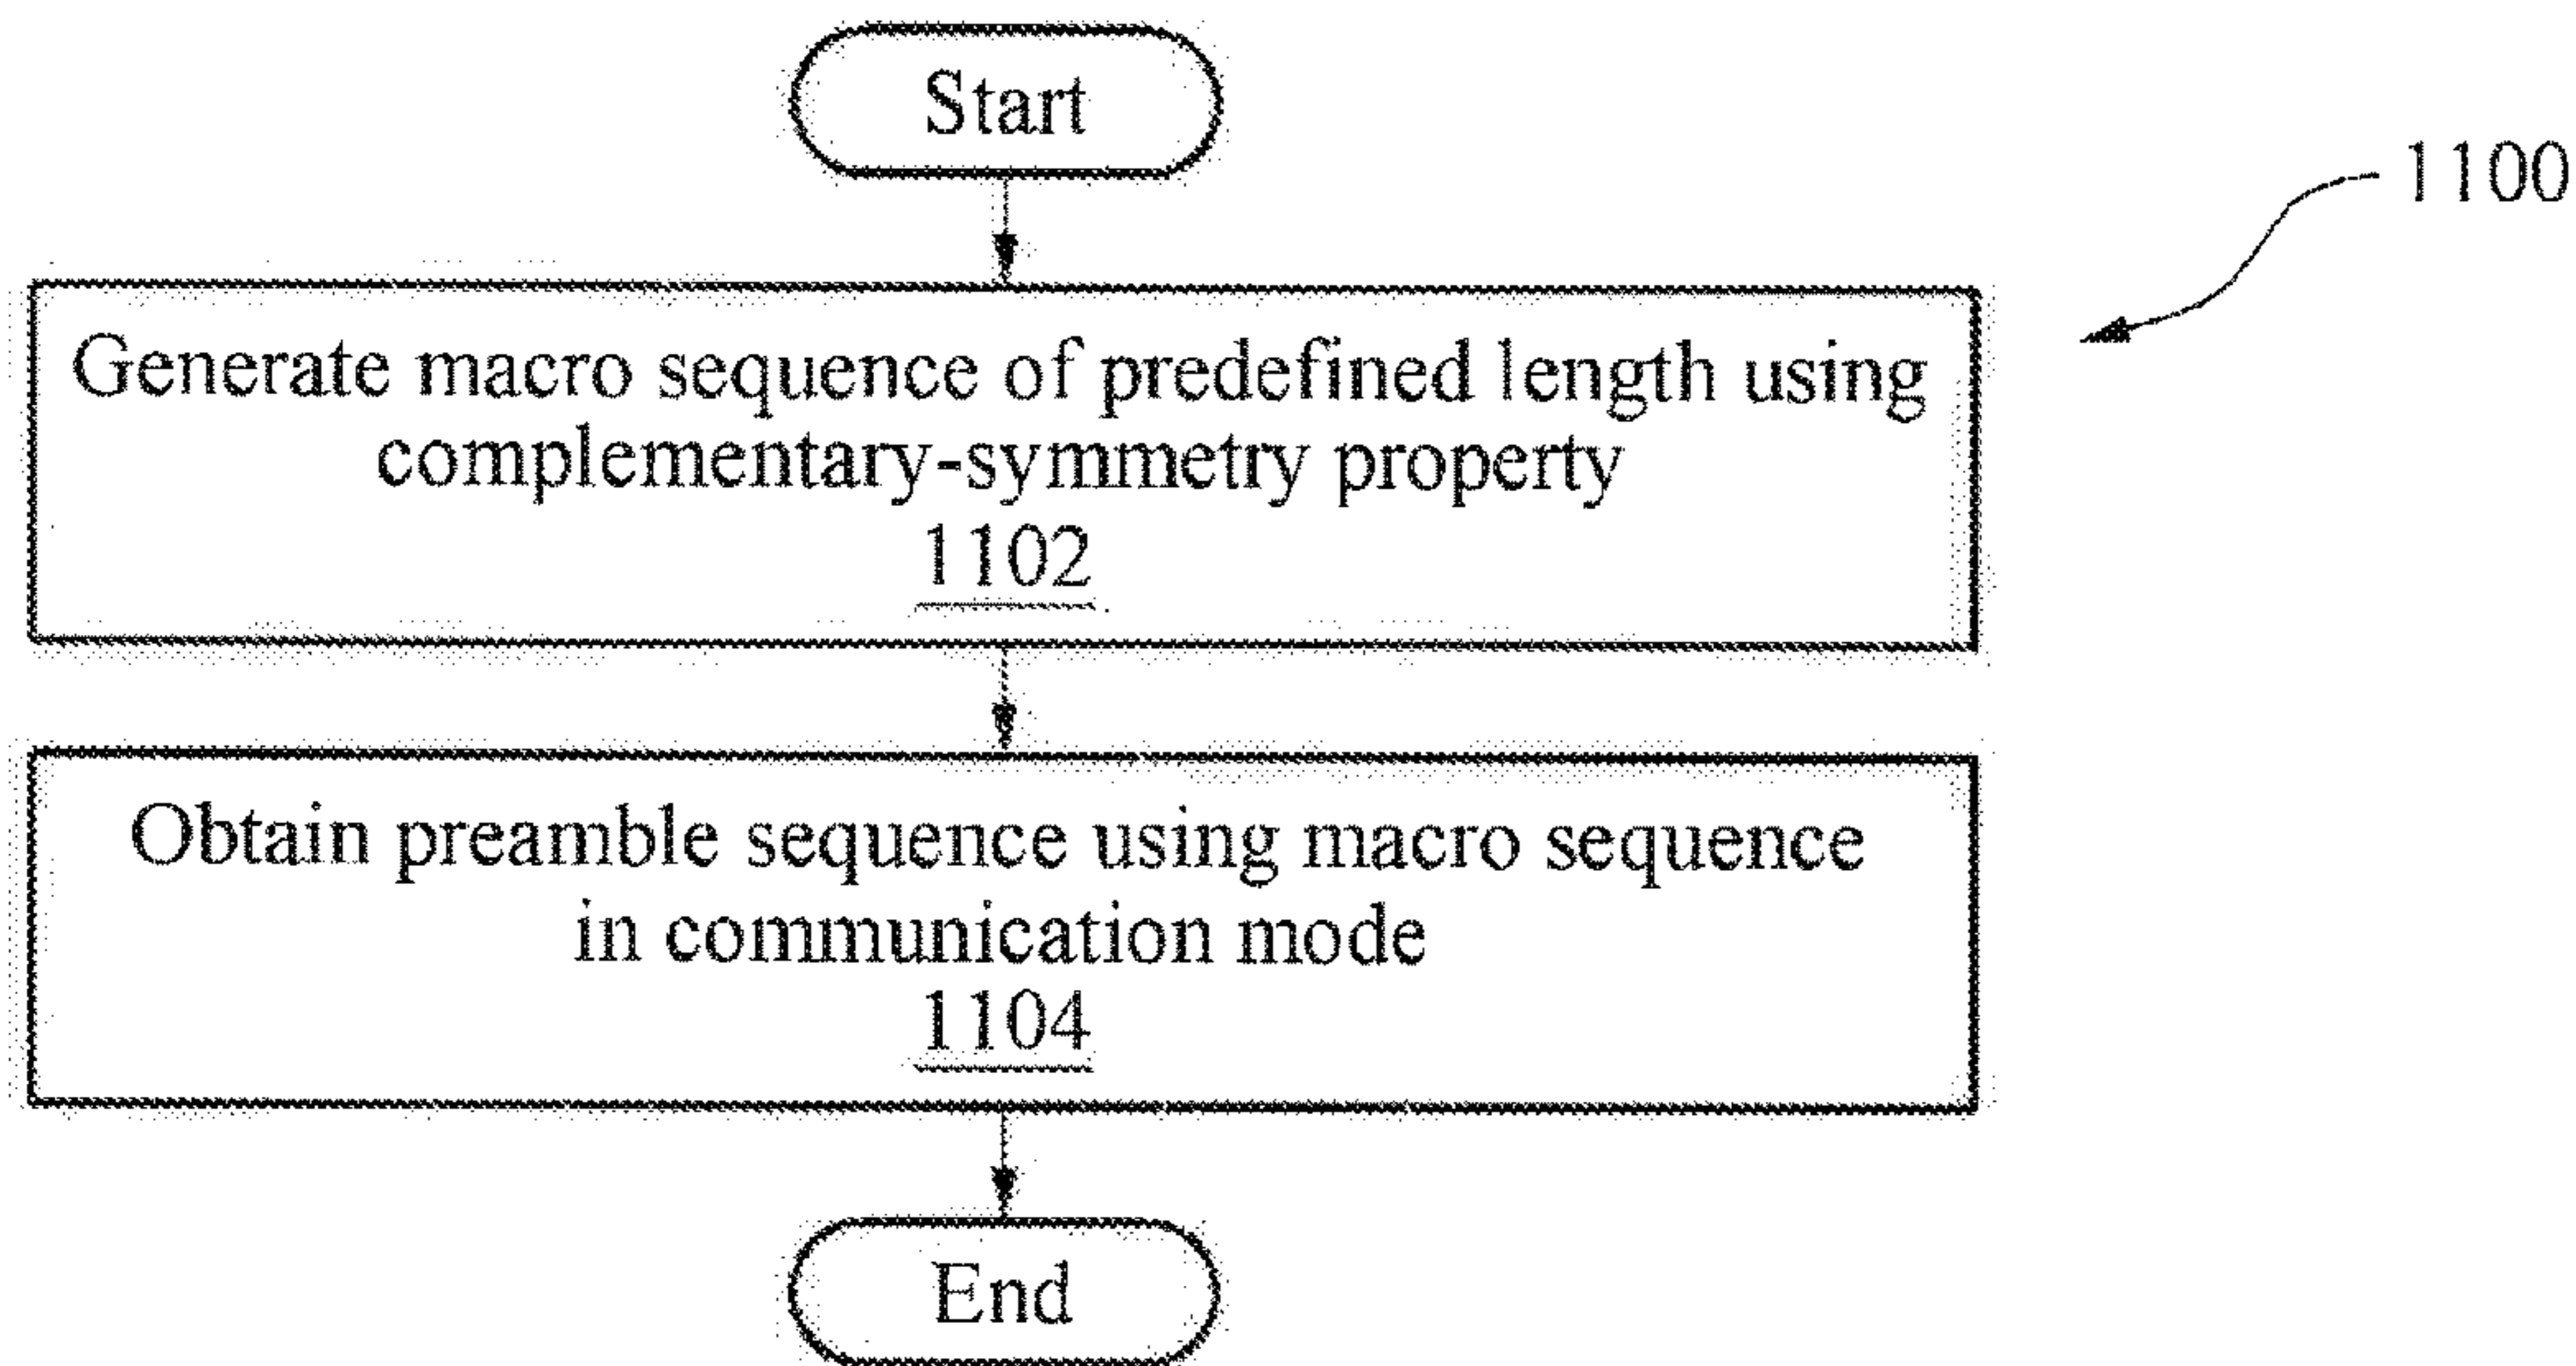 Start
1100
Generate macro sequence of predefined length using
complementary-symmetry property
1102
Obtain preamble sequence using macro sequence
in communication mode
1104
End